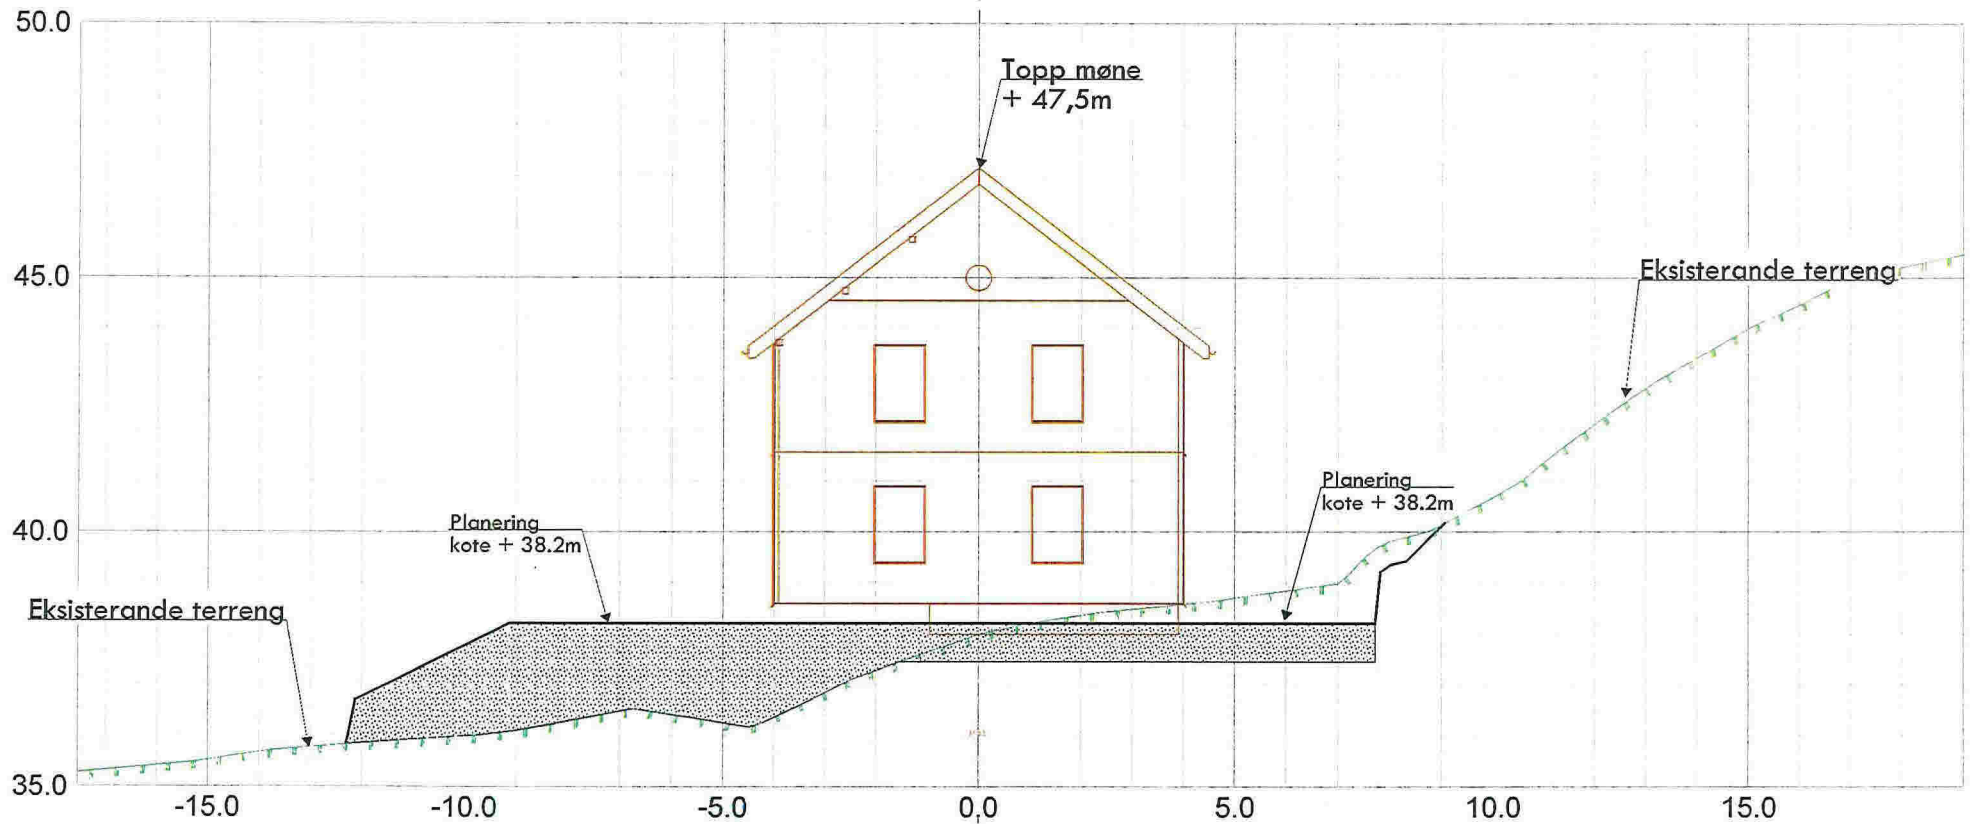 50.0
Topp møne
+ 47,5m
45.0
Eksisterande terreng
Planering
kote + 38.2m
40.0
Planering
kote + 38.2m
Eksisterande terreng
35.0
-15.0
-10.0
-5.0
0.0
5.0
10.0
15.0